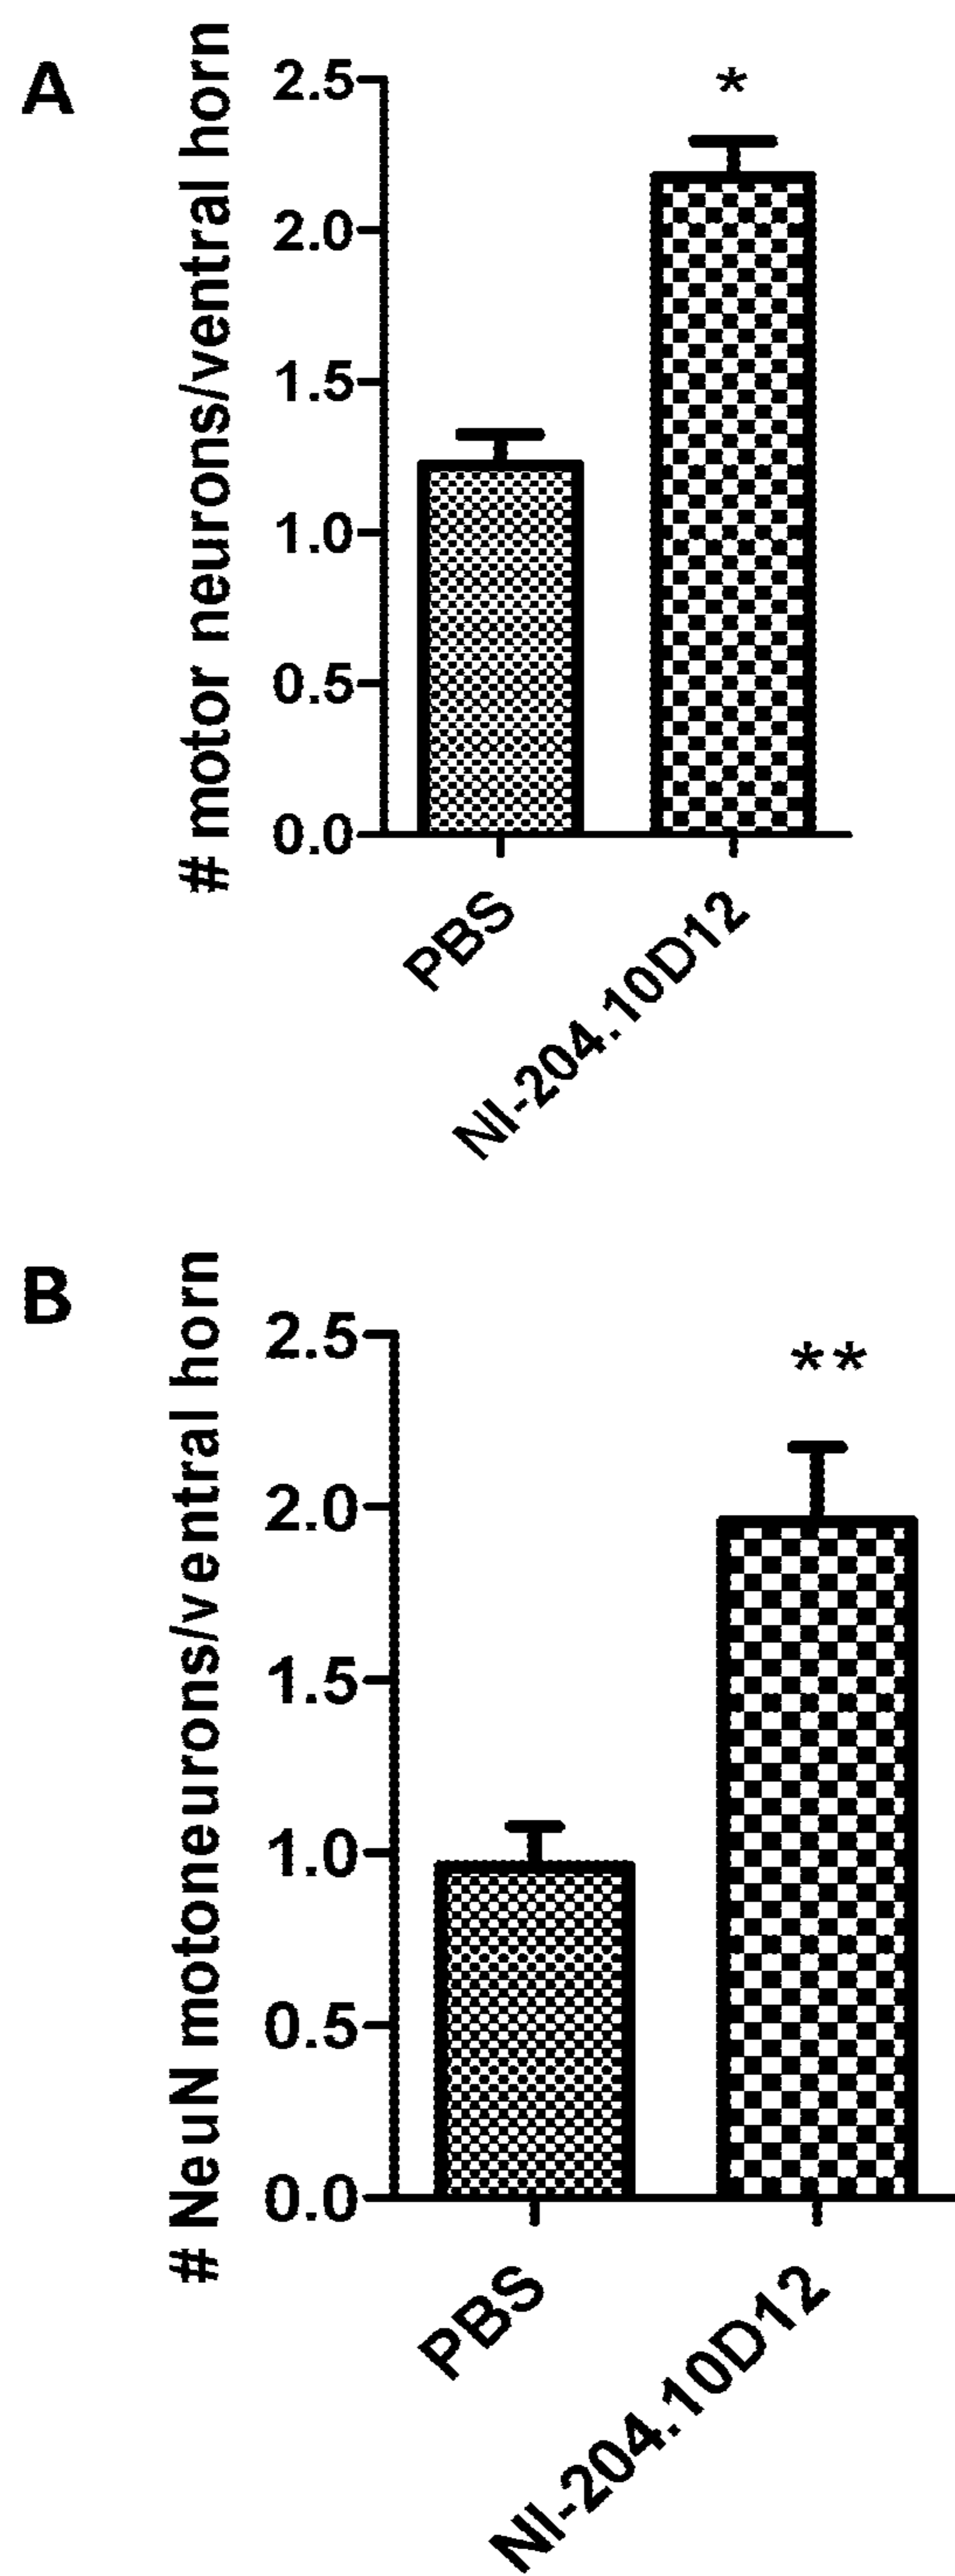 A
# motor neurons/ventral horn
2.5
2.0
1.5
1.0
0.5
0.0
*
PBS
NI-204.10D12
B
# NeuN motoneurons/ventral horn
2.5
2.0
1.5
1.0
0.5
0.0
**
PBS
NI-204.10D12